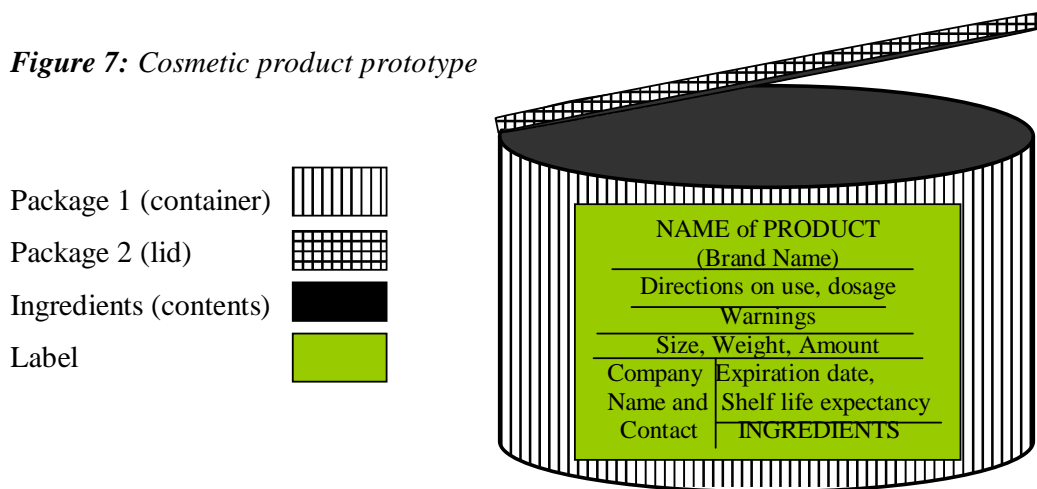 Figure 7: Cosmetic product prototype
Package 1 (container)
Package 2 (lid)
Ingredients (contents)
Label
NAME of PRODUCT
(Brand Name)
Directions on use, dosage
Warnings
Size, Weight, Amount
Company
Name and
Contact
Expiration date,
Shelf life expectancy
INGREDIENTS